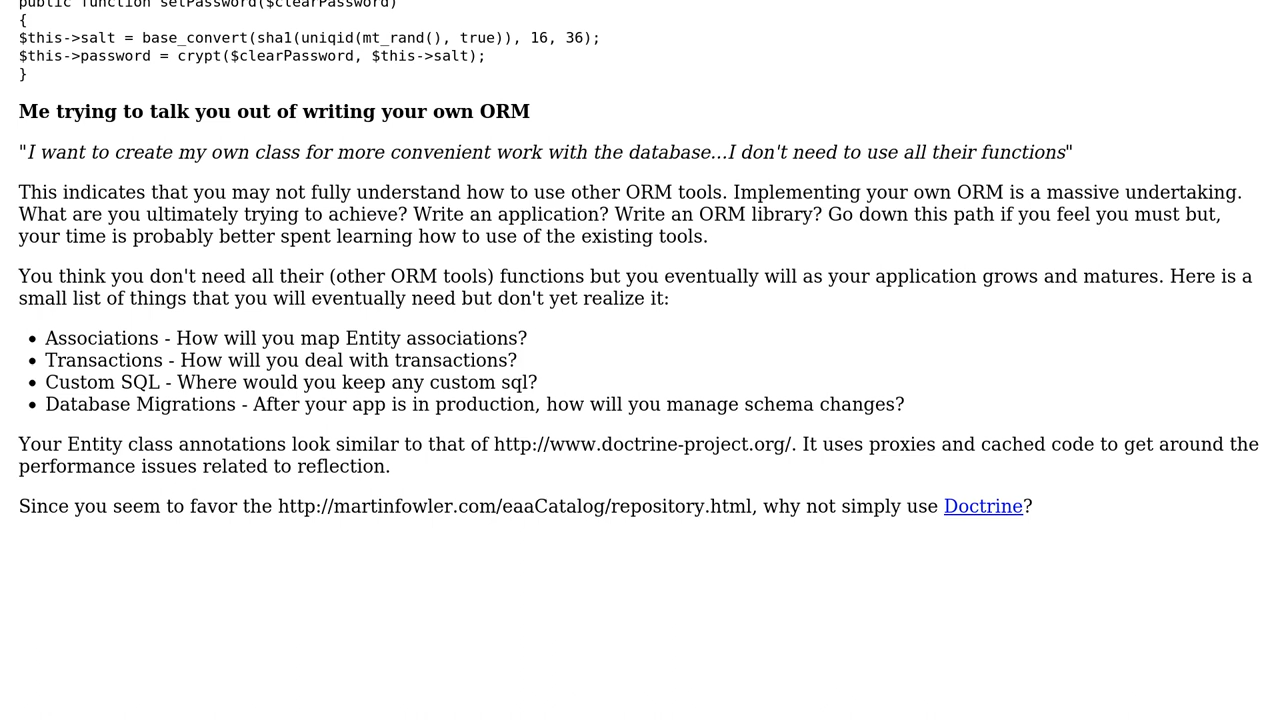 public function setPassword($clearPassword)
{
$this->salt = base_convert(sha1(uniqid(mt_rand(), true)), 16, 36);
$this->password = crypt($clearPassword, $this->salt);
}
Me trying to talk you out of writing your own ORM
"I want to create my own class for more convenient work with the database...I don't need to use all their functions"
This indicates that you may not fully understand how to use other ORM tools. Implementing your own ORM is a massive undertaking.
What are you ultimately trying to achieve? Write an application? Write an ORM library? Go down this path if you feel you must but,
your time is probably better spent learning how to use of the existing tools.
You think you don't need all their (other ORM tools) functions but you eventually will as your application grows and matures. Here is a
small list of things that you will eventually need but don't yet realize it:
• Associations - How will you map Entity associations?
• Transactions - How will you deal with transactions?
• Custom SQL - Where would you keep any custom sql?
• Database Migrations - After your app is in production, how will you manage schema changes?
Your Entity class annotations look similar to that of http://www.doctrine-project.org/. It uses proxies and cached code to get around the
performance issues related to reflection.
Since you seem to favor the http://martinfowler.com/eaaCatalog/repository.html, why not simply use Doctrine?